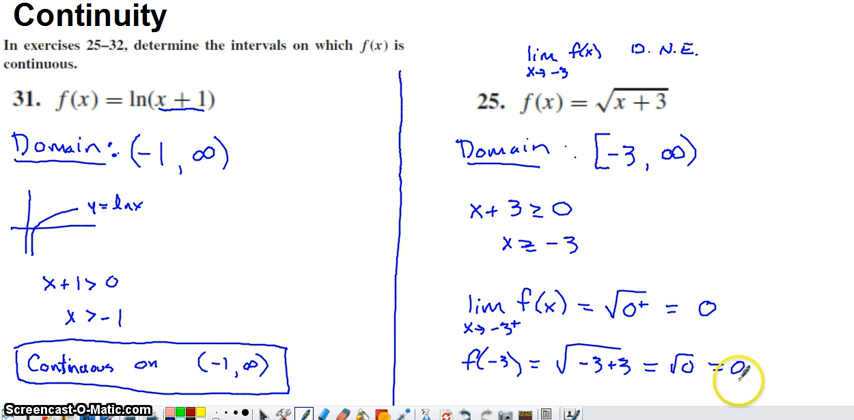 Continuity
In exercises 25–32, determine the intervals on which f(x) is
continuous.
31. f(x) = ln(x + 1)
Domain: (-1, ∞)
y = lnx
x+1 > 0
x > -1
Continuous on (-1, ∞)
lim f(x) D.N.E.
x→-3
25. f(x) = √(x + 3)
Domain: [-3, ∞)
x + 3 ≥ 0
x ≥ -3
lim f(x) = √0⁺ = 0
x→-3⁺
f(-3) = √(-3+3) = √0 = 0
Screencast-O-Matic.com